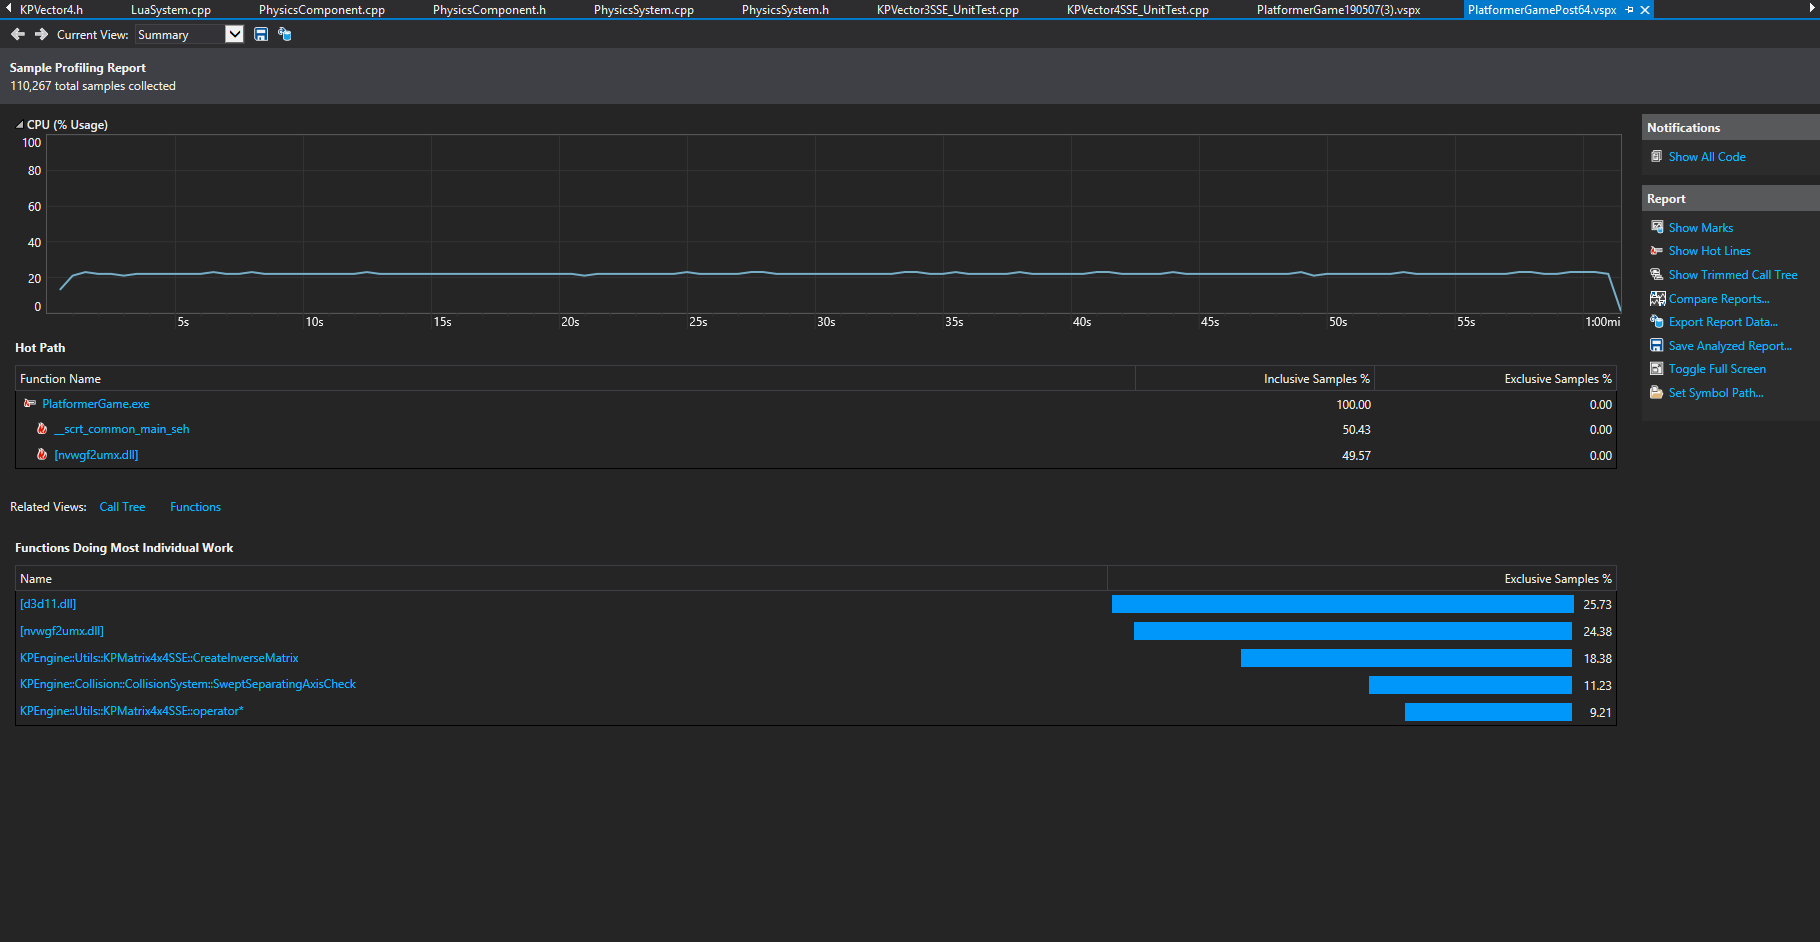 KPVector4.h LuaSystem.cpp PhysicsComponent.cpp PhysicsComponent.h PhysicsSystem.cpp PhysicsSystem.h KPVector3SSE_UnitTest.cpp KPVector4SSE_UnitTest.cpp PlatformerGame190507(3).vspx PlatformerGamePost64.vspx
Current View: Summary
Sample Profiling Report
110,267 total samples collected
CPU (% Usage)
100
80
60
40
20
0
5s 10s 15s 20s 25s 30s 35s 40s 45s 50s 55s 1:00mi
Hot Path
Function Name Inclusive Samples % Exclusive Samples %
PlatformerGame.exe 100.00 0.00
__scrt_common_main_seh 50.43 0.00
[nvwgf2umx.dll] 49.57 0.00
Related Views: Call Tree Functions
Functions Doing Most Individual Work
Name Exclusive Samples %
[d3d11.dll] 25.73
[nvwgf2umx.dll] 24.38
KPEngine::Utils::KPMatrix4x4SSE::CreateInverseMatrix 18.38
KPEngine::Collision::CollisionSystem::SweptSeparatingAxisCheck 11.23
KPEngine::Utils::KPMatrix4x4SSE::operator* 9.21
Notifications
Show All Code
Report
Show Marks
Show Hot Lines
Show Trimmed Call Tree
Compare Reports...
Export Report Data...
Save Analyzed Report...
Toggle Full Screen
Set Symbol Path...